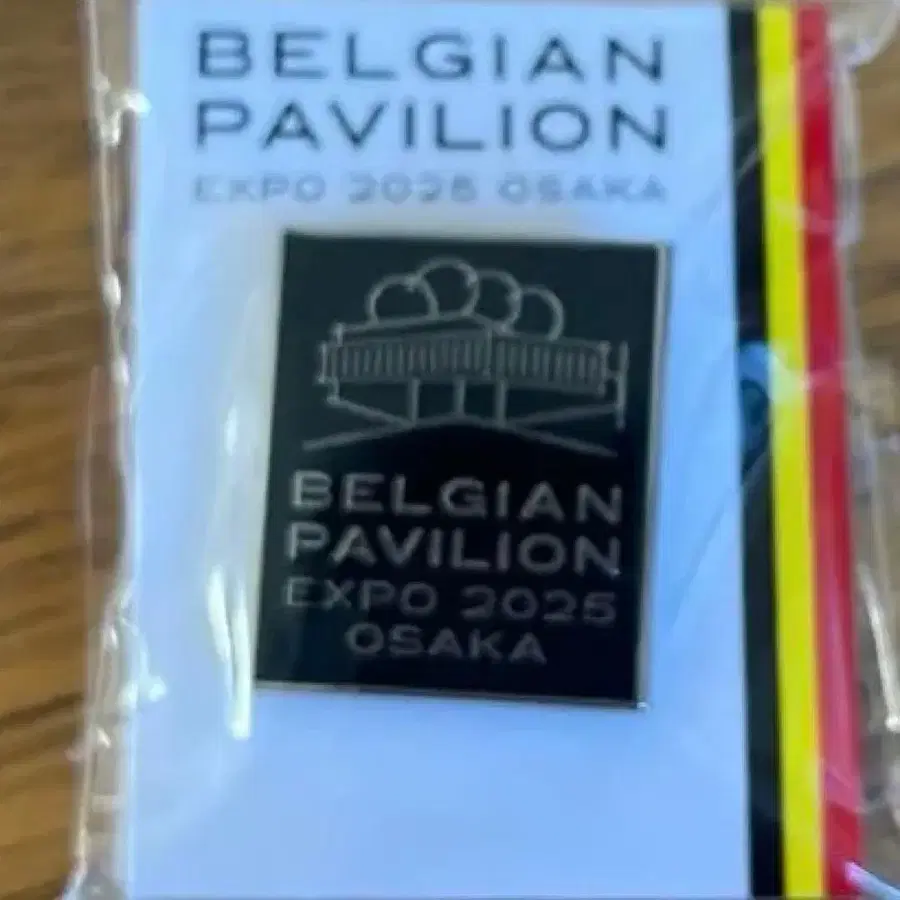 BELGIAN
PAVILION
EXPO 2025 OSAKA
BELGIAN
PAVILION
EXPO 2025
OSAKA